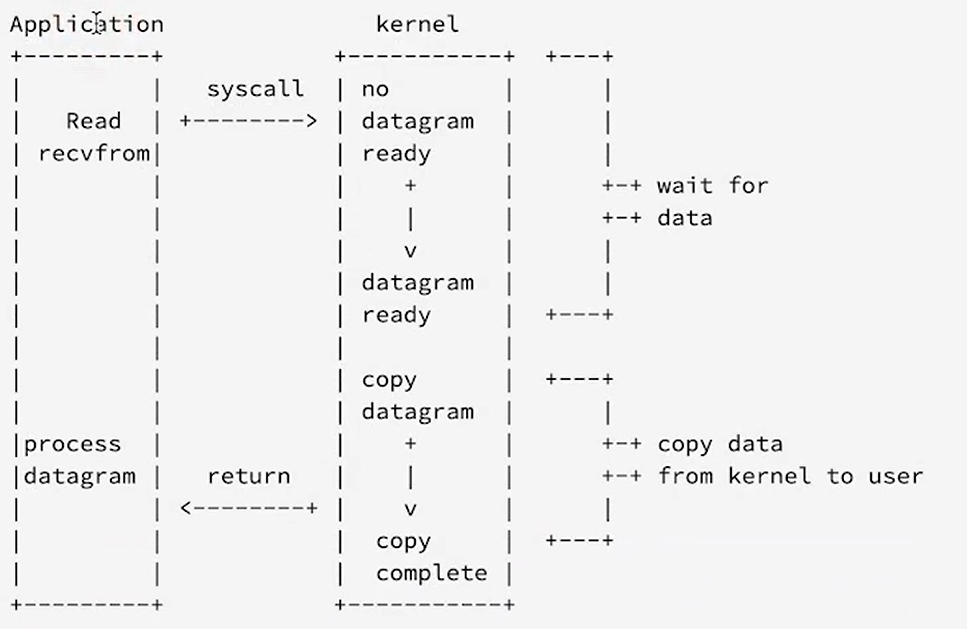 Application               kernel
+----------+            +------------+  +---+
|          |   syscall  | no         |      |
|    Read  | +--------> | datagram   |      |
|  recvfrom|            | ready      |      |
|          |            |    +       |      +-+ wait for
|          |            |    |       |      +-+ data
|          |            |    v       |      |
|          |            | datagram   |      |
|          |            | ready      |  +---+
|          |            |            |
|          |            | copy       |  +---+
|          |            | datagram   |      |
|process   |            |    +       |      +-+ copy data
|datagram  |   return   |    |       |      +-+ from kernel to user
|          | <--------+ |    v       |      |
|          |            |  copy      |  +---+
|          |            |  complete  |
+----------+            +------------+